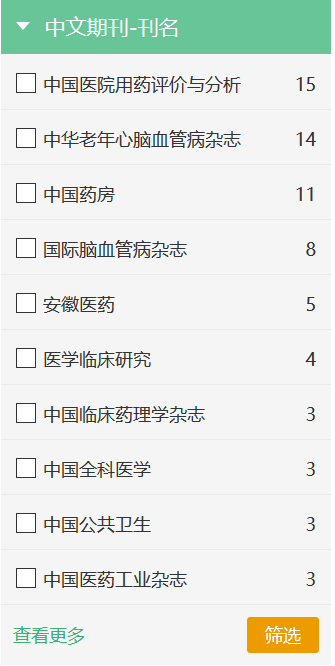 中文期刊-刊名
中国医院用药评价与分析 15
中华老年心脑血管病杂志 14
中国药房 11
国际脑血管病杂志 8
安徽医药 5
医学临床研究 4
中国临床药理学杂志 3
中国全科医学 3
中国公共卫生 3
中国医药工业杂志 3
查看更多 筛选